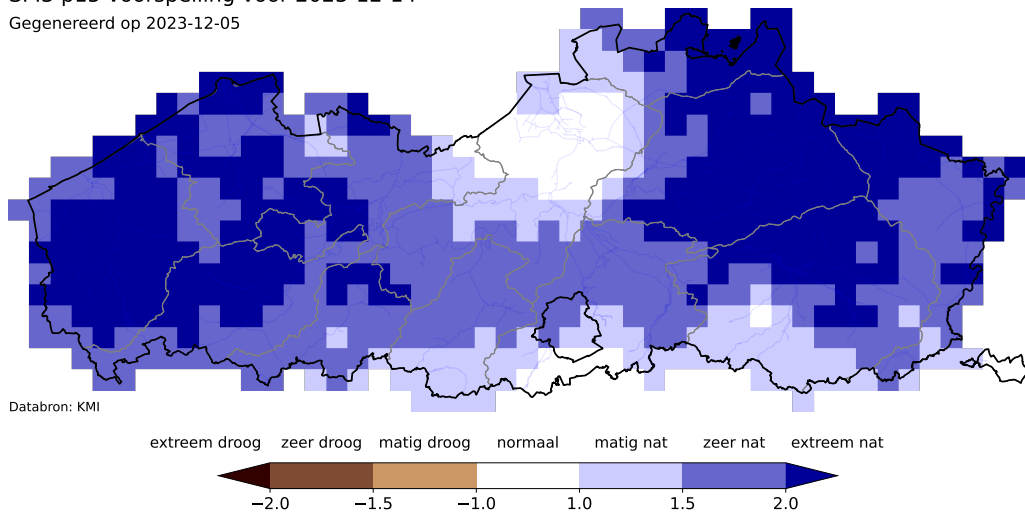 Gegenereerd op 2023-12-05
Databron: KMI
extreem droog zeer droog matig droog normaal matig nat zeer nat extreem nat
−2.0 −1.5 −1.0 1.0 1.5 2.0